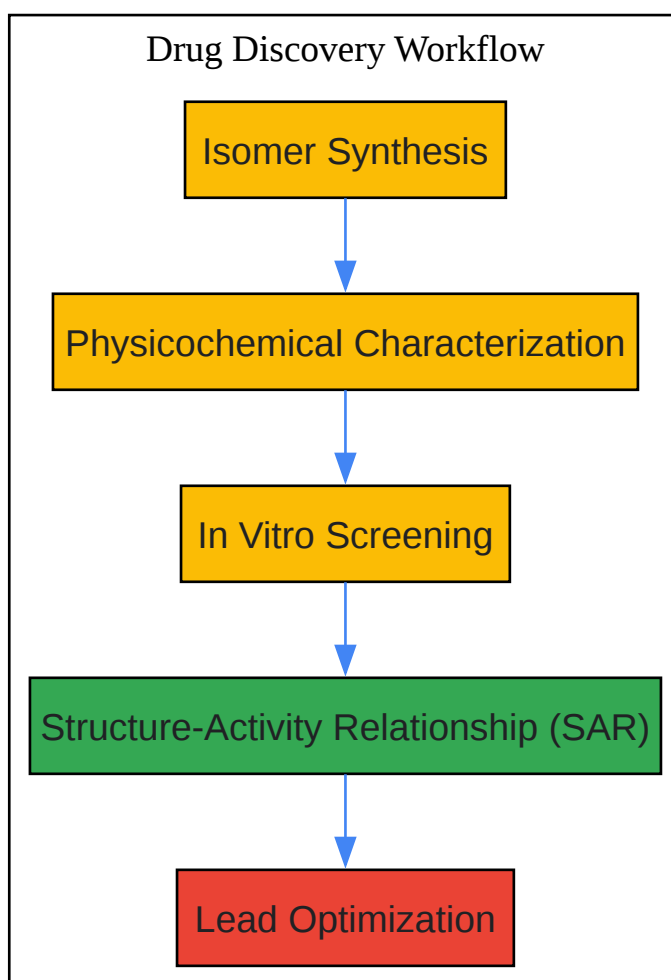 Drug Discovery Workflow
Isomer Synthesis
Physicochemical Characterization
In Vitro Screening
Structure-Activity Relationship (SAR)
Lead Optimization